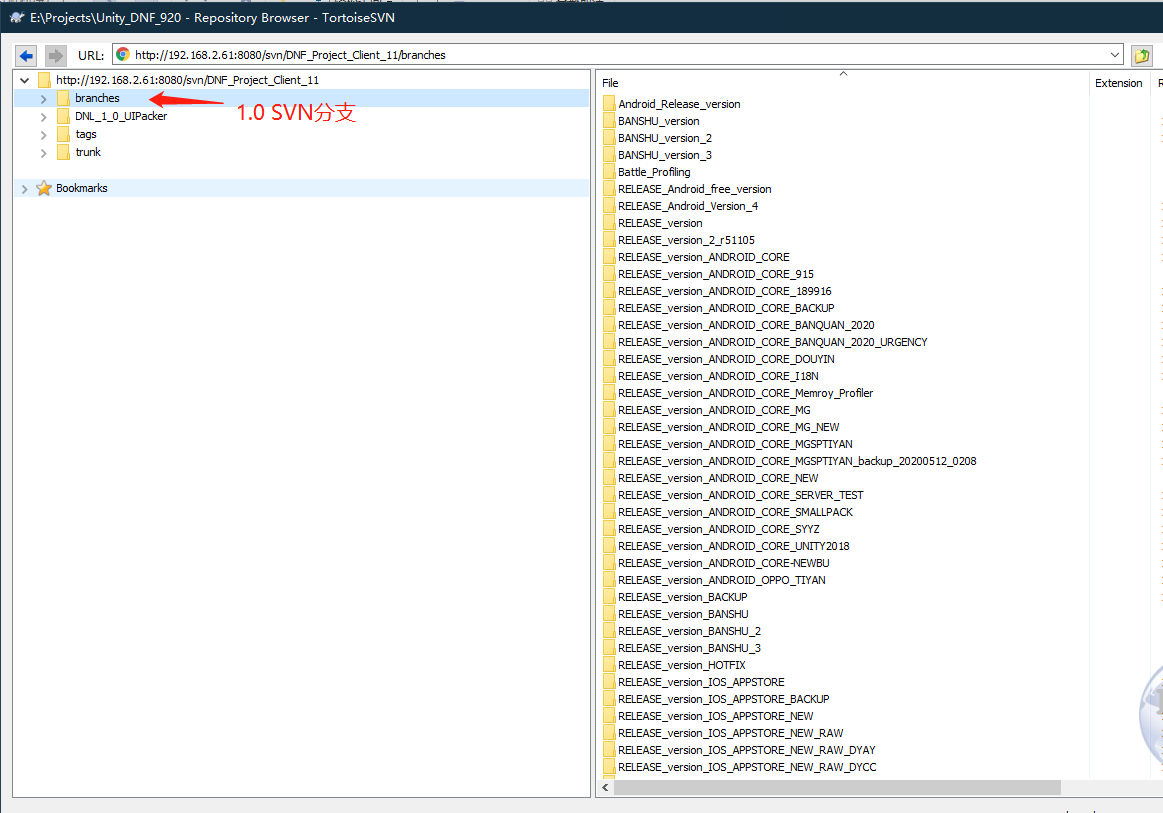 E:\Projects\Unity_DNF_920 - Repository Browser - TortoiseSVN
URL: http://192.168.2.61:8080/svn/DNF_Project_Client_11/branches
http://192.168.2.61:8080/svn/DNF_Project_Client_11
branches
1.0 SVN分支
DNL_1_0_UIPacker
tags
trunk
Bookmarks
File Extension
Android_Release_version
BANSHU_version
BANSHU_version_2
BANSHU_version_3
Battle_Profiling
RELEASE_Android_free_version
RELEASE_Android_Version_4
RELEASE_version
RELEASE_version_2_r51105
RELEASE_version_ANDROID_CORE
RELEASE_version_ANDROID_CORE_915
RELEASE_version_ANDROID_CORE_189916
RELEASE_version_ANDROID_CORE_BACKUP
RELEASE_version_ANDROID_CORE_BANQUAN_2020
RELEASE_version_ANDROID_CORE_BANQUAN_2020_URGENCY
RELEASE_version_ANDROID_CORE_DOUYIN
RELEASE_version_ANDROID_CORE_I18N
RELEASE_version_ANDROID_CORE_Memroy_Profiler
RELEASE_version_ANDROID_CORE_MG
RELEASE_version_ANDROID_CORE_MG_NEW
RELEASE_version_ANDROID_CORE_MGSPTIYAN
RELEASE_version_ANDROID_CORE_MGSPTIYAN_backup_20200512_0208
RELEASE_version_ANDROID_CORE_NEW
RELEASE_version_ANDROID_CORE_SERVER_TEST
RELEASE_version_ANDROID_CORE_SMALLPACK
RELEASE_version_ANDROID_CORE_SYYZ
RELEASE_version_ANDROID_CORE_UNITY2018
RELEASE_version_ANDROID_CORE-NEWBU
RELEASE_version_ANDROID_OPPO_TIYAN
RELEASE_version_BACKUP
RELEASE_version_BANSHU
RELEASE_version_BANSHU_2
RELEASE_version_BANSHU_3
RELEASE_version_HOTFIX
RELEASE_version_IOS_APPSTORE
RELEASE_version_IOS_APPSTORE_BACKUP
RELEASE_version_IOS_APPSTORE_NEW
RELEASE_version_IOS_APPSTORE_NEW_RAW
RELEASE_version_IOS_APPSTORE_NEW_RAW_DYAY
RELEASE_version_IOS_APPSTORE_NEW_RAW_DYCC